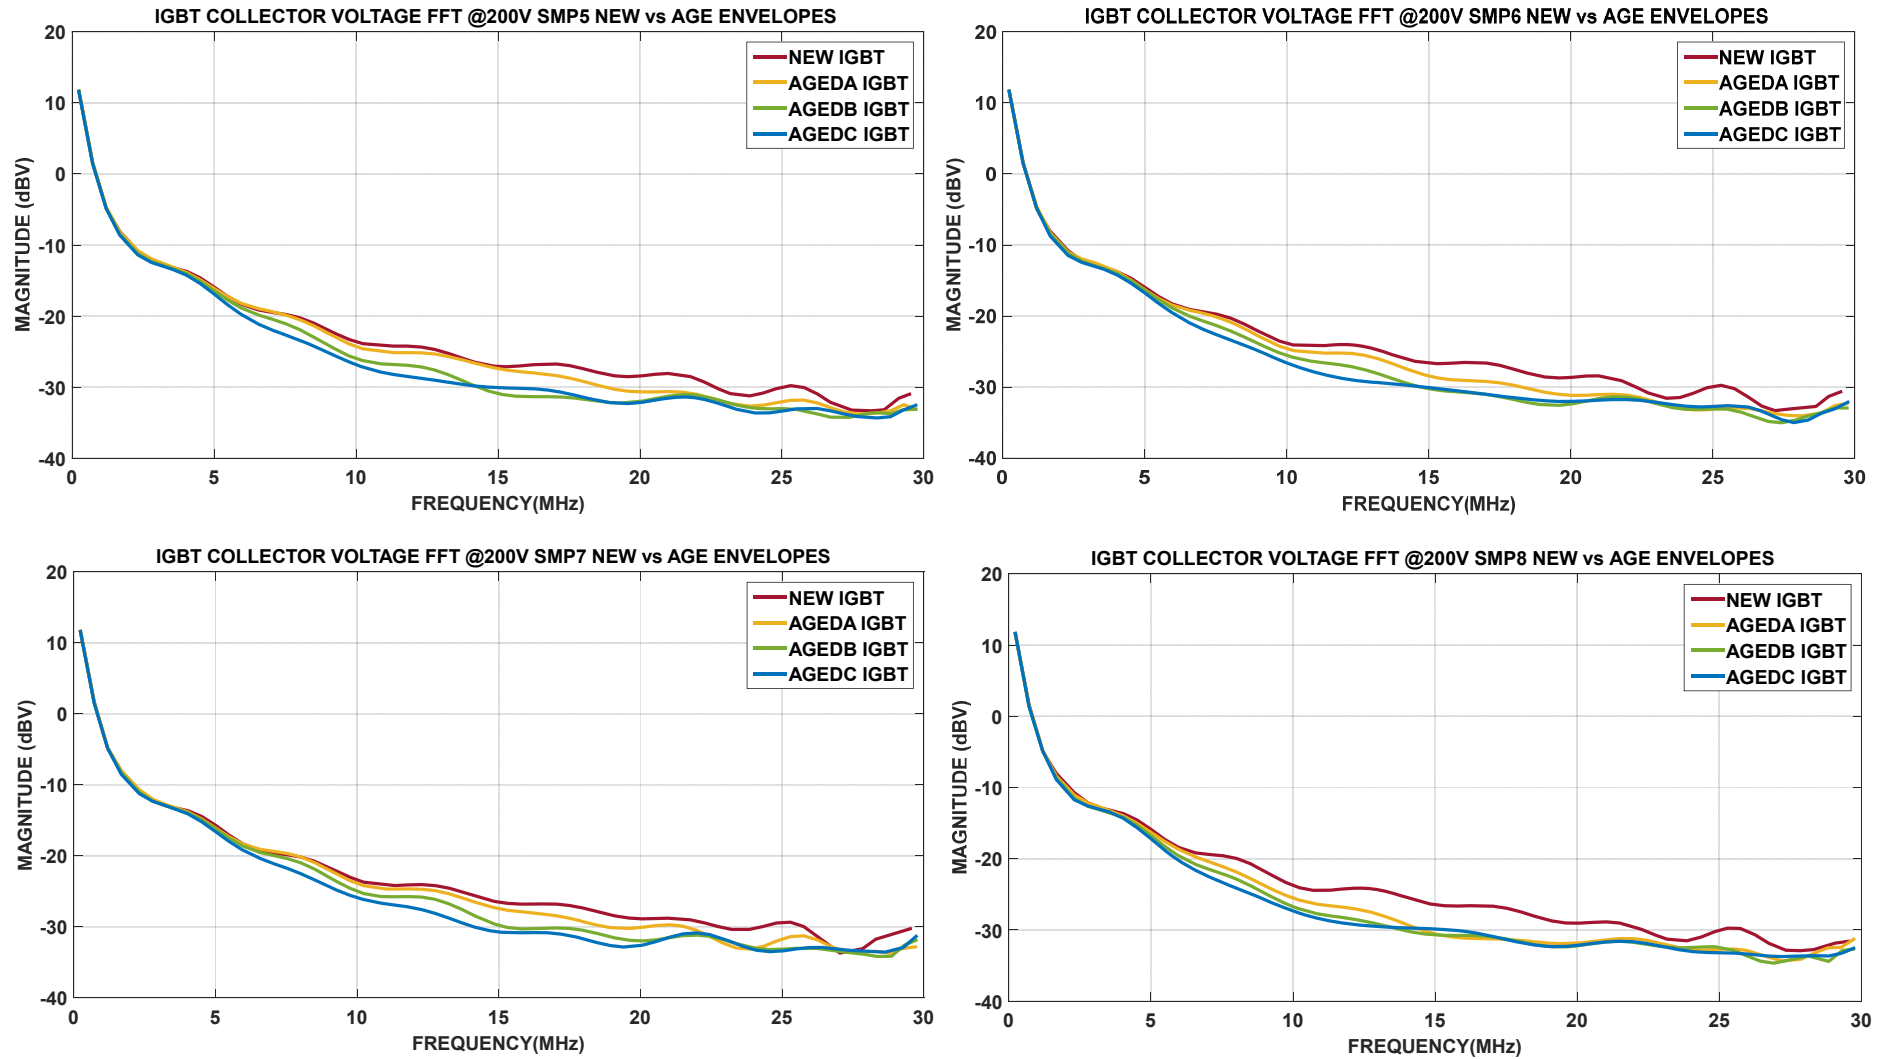 IGBT COLLECTOR VOLTAGE FFT @200V SMP5 NEW vs AGE ENVELOPES
20
10
0
-10
-20
-30
-40
MAGNITUDE (dBV)
NEW IGBT
AGEDA IGBT
AGEDB IGBT
AGEDC IGBT
0 5 10 15 20 25 30
FREQUENCY(MHz)
IGBT COLLECTOR VOLTAGE FFT @200V SMP6 NEW vs AGE ENVELOPES
20
10
0
-10
-20
-30
-40
MAGNITUDE (dBV)
NEW IGBT
AGEDA IGBT
AGEDB IGBT
AGEDC IGBT
0 5 10 15 20 25 30
FREQUENCY(MHz)
IGBT COLLECTOR VOLTAGE FFT @200V SMP7 NEW vs AGE ENVELOPES
20
10
0
-10
-20
-30
-40
MAGNITUDE (dBV)
NEW IGBT
AGEDA IGBT
AGEDB IGBT
AGEDC IGBT
0 5 10 15 20 25 30
FREQUENCY(MHz)
IGBT COLLECTOR VOLTAGE FFT @200V SMP8 NEW vs AGE ENVELOPES
20
10
0
-10
-20
-30
-40
MAGNITUDE (dBV)
NEW IGBT
AGEDA IGBT
AGEDB IGBT
AGEDC IGBT
0 5 10 15 20 25 30
FREQUENCY(MHz)